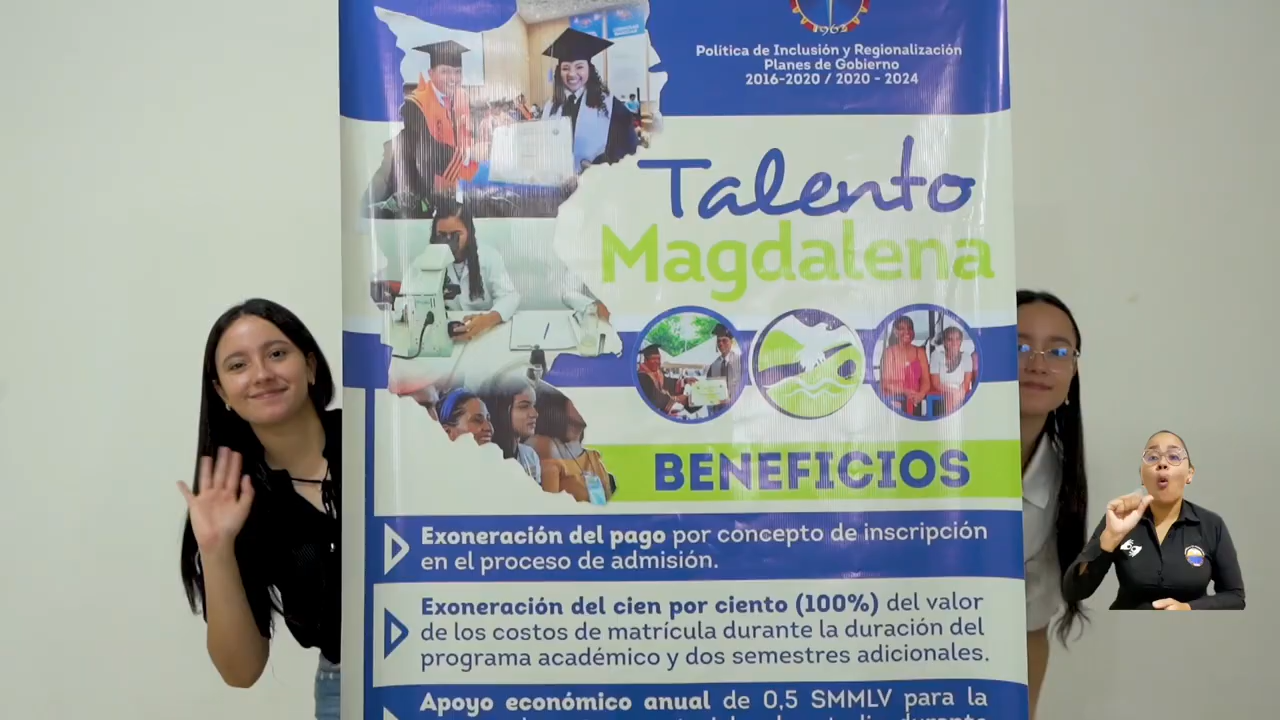 1962
Política de Inclusión y Regionalización
Planes de Gobierno
2016-2020 / 2020 - 2024
Talento
Magdalena
BENEFICIOS
Exoneración del pago por concepto de inscripción
en el proceso de admisión.
Exoneración del cien por ciento (100%) del valor
de los costos de matrícula durante la duración del
programa académico y dos semestres adicionales.
Apoyo económico anual de 0,5 SMMLV para la